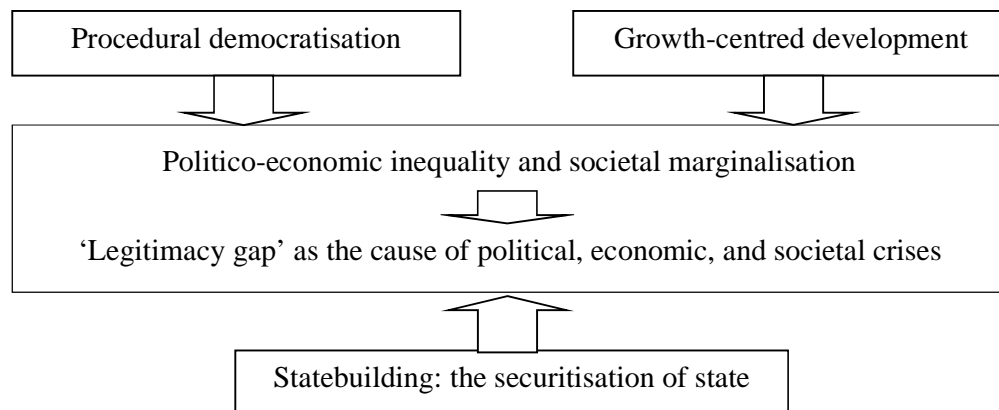 Procedural democratisation
Growth-centred development
Politico-economic inequality and societal marginalisation
‘Legitimacy gap’ as the cause of political, economic, and societal crises
Statebuilding: the securitisation of state